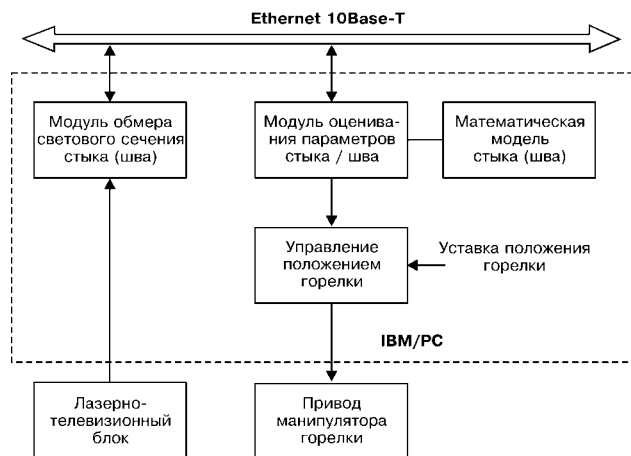 Ethernet 10Base-T
Модуль обмера
светового сечения
стыка (шва)
Модуль оценива-
ния параметров
стыка / шва
Математическая
модель
стыка (шва)
Управление
положением
горелки
Уставка положения
горелки
IBM/PC
Лазерно-
телевизионный
блок
Привод
манипулятора
горелки